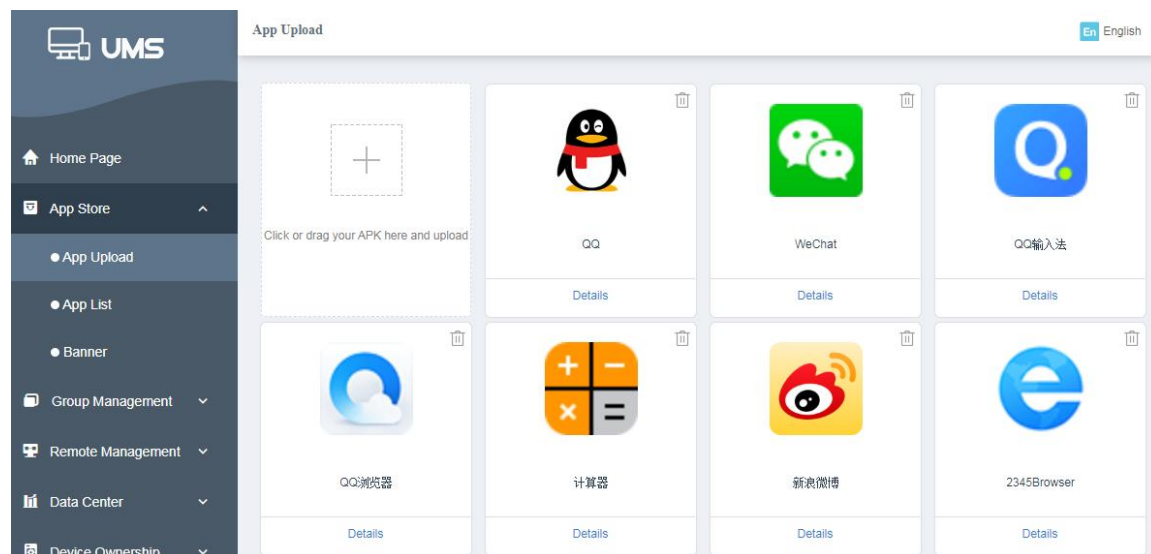 UMS
App Upload
En English
Home Page
App Store
App Upload
App List
Banner
Group Management
Remote Management
Data Center
Device Ownership
Click or drag your APK here and upload
QQ
WeChat
QQ输入法
Details
Details
Details
QQ浏览器
计算器
新浪微博
2345Browser
Details
Details
Details
Details